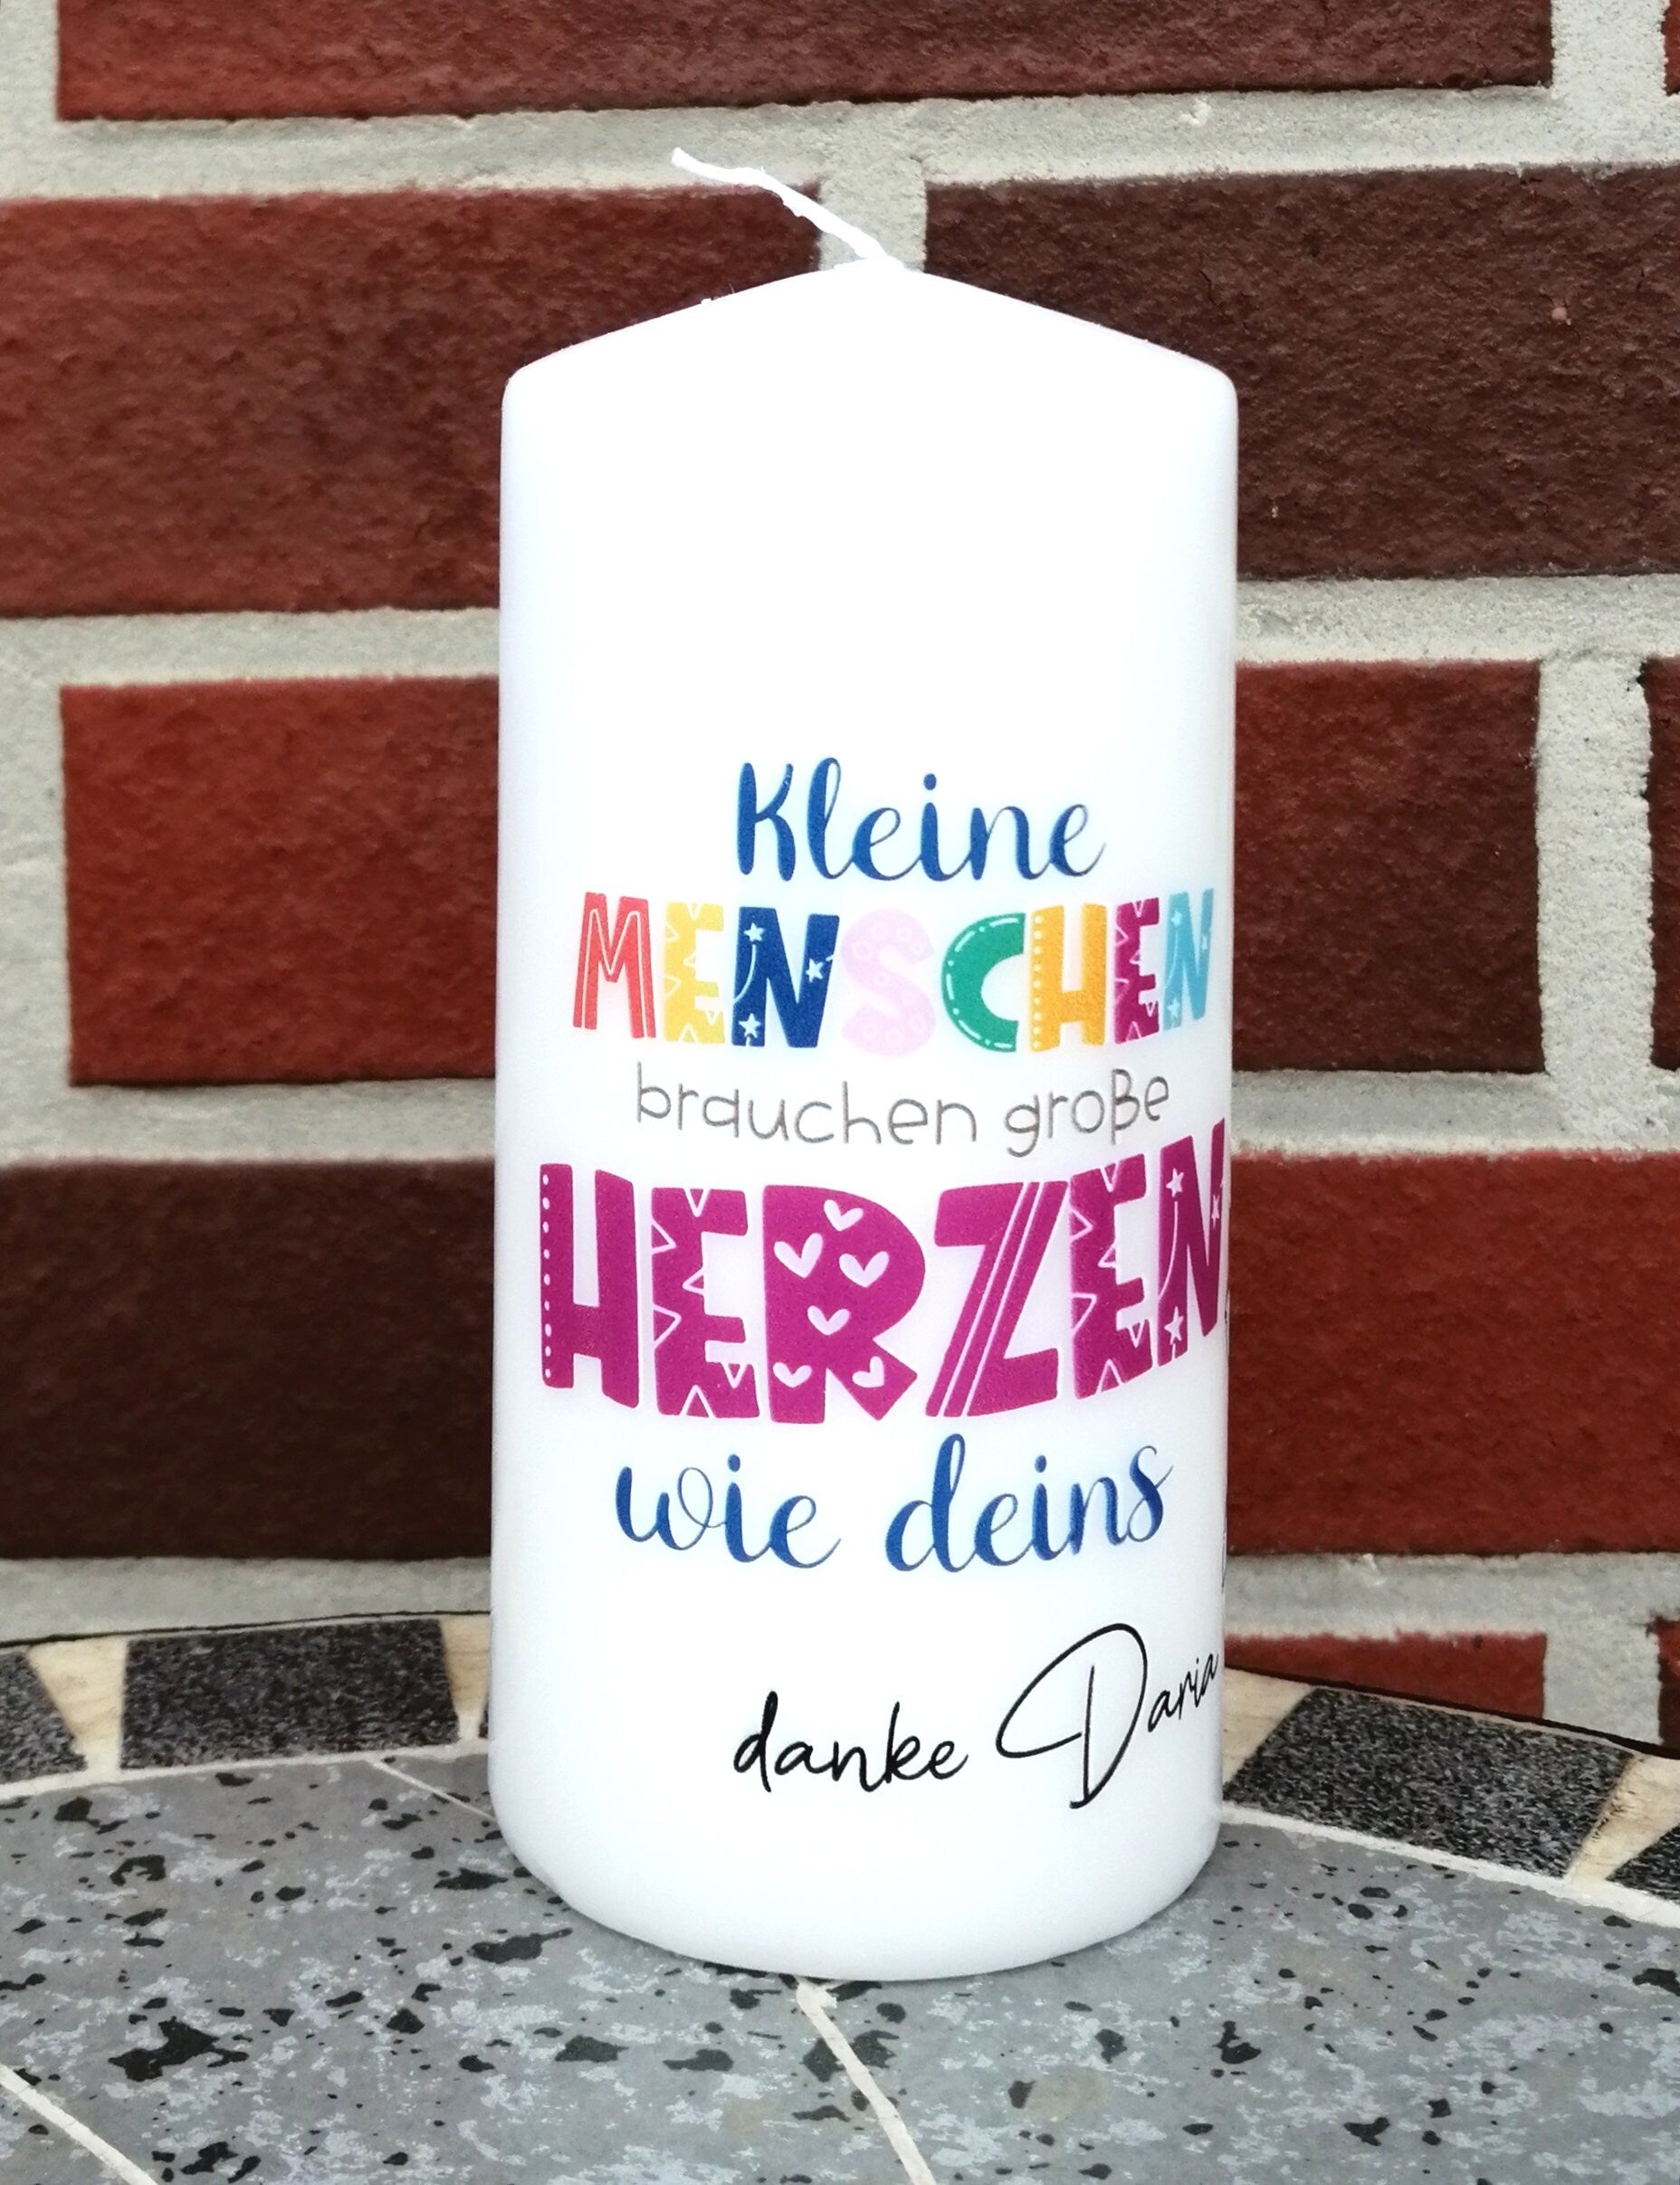 Kleine
MENSCHEN
brauchen große
HERZEN
wie deins
danke Daria